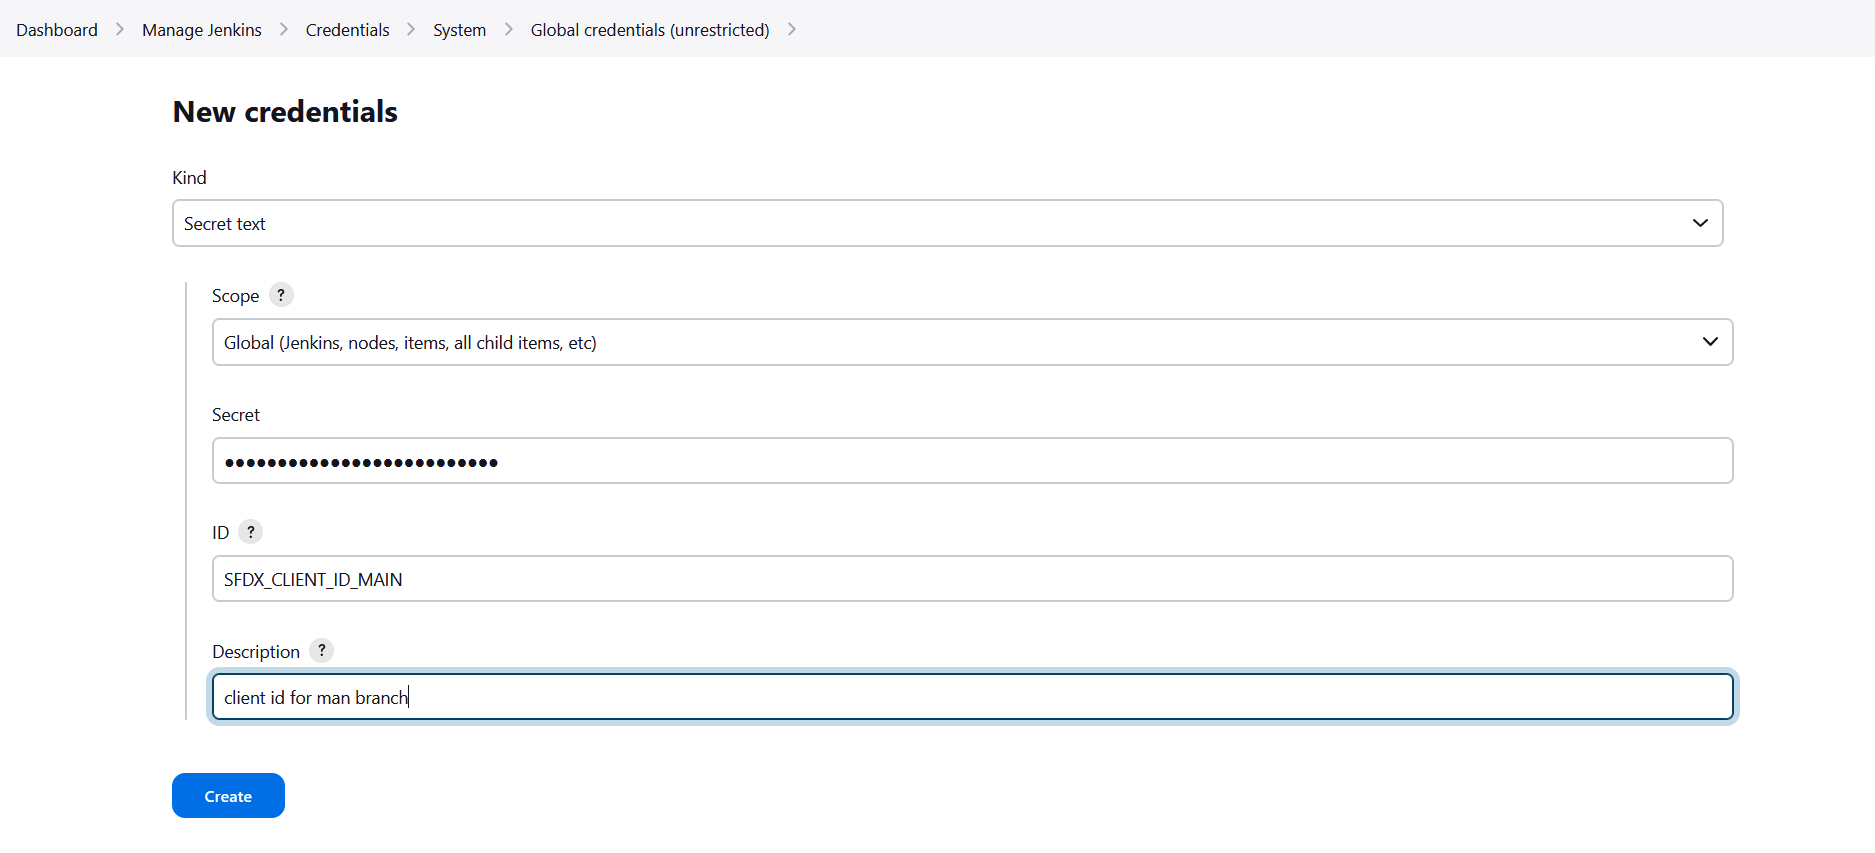 Dashboard > Manage Jenkins > Credentials > System > Global credentials (unrestricted) >
New credentials
Kind
Secret text
Scope ?
Global (Jenkins, nodes, items, all child items, etc)
Secret
••••••••••••••••••••••••••
ID ?
SFDX_CLIENT_ID_MAIN
Description ?
client id for man branch
Create